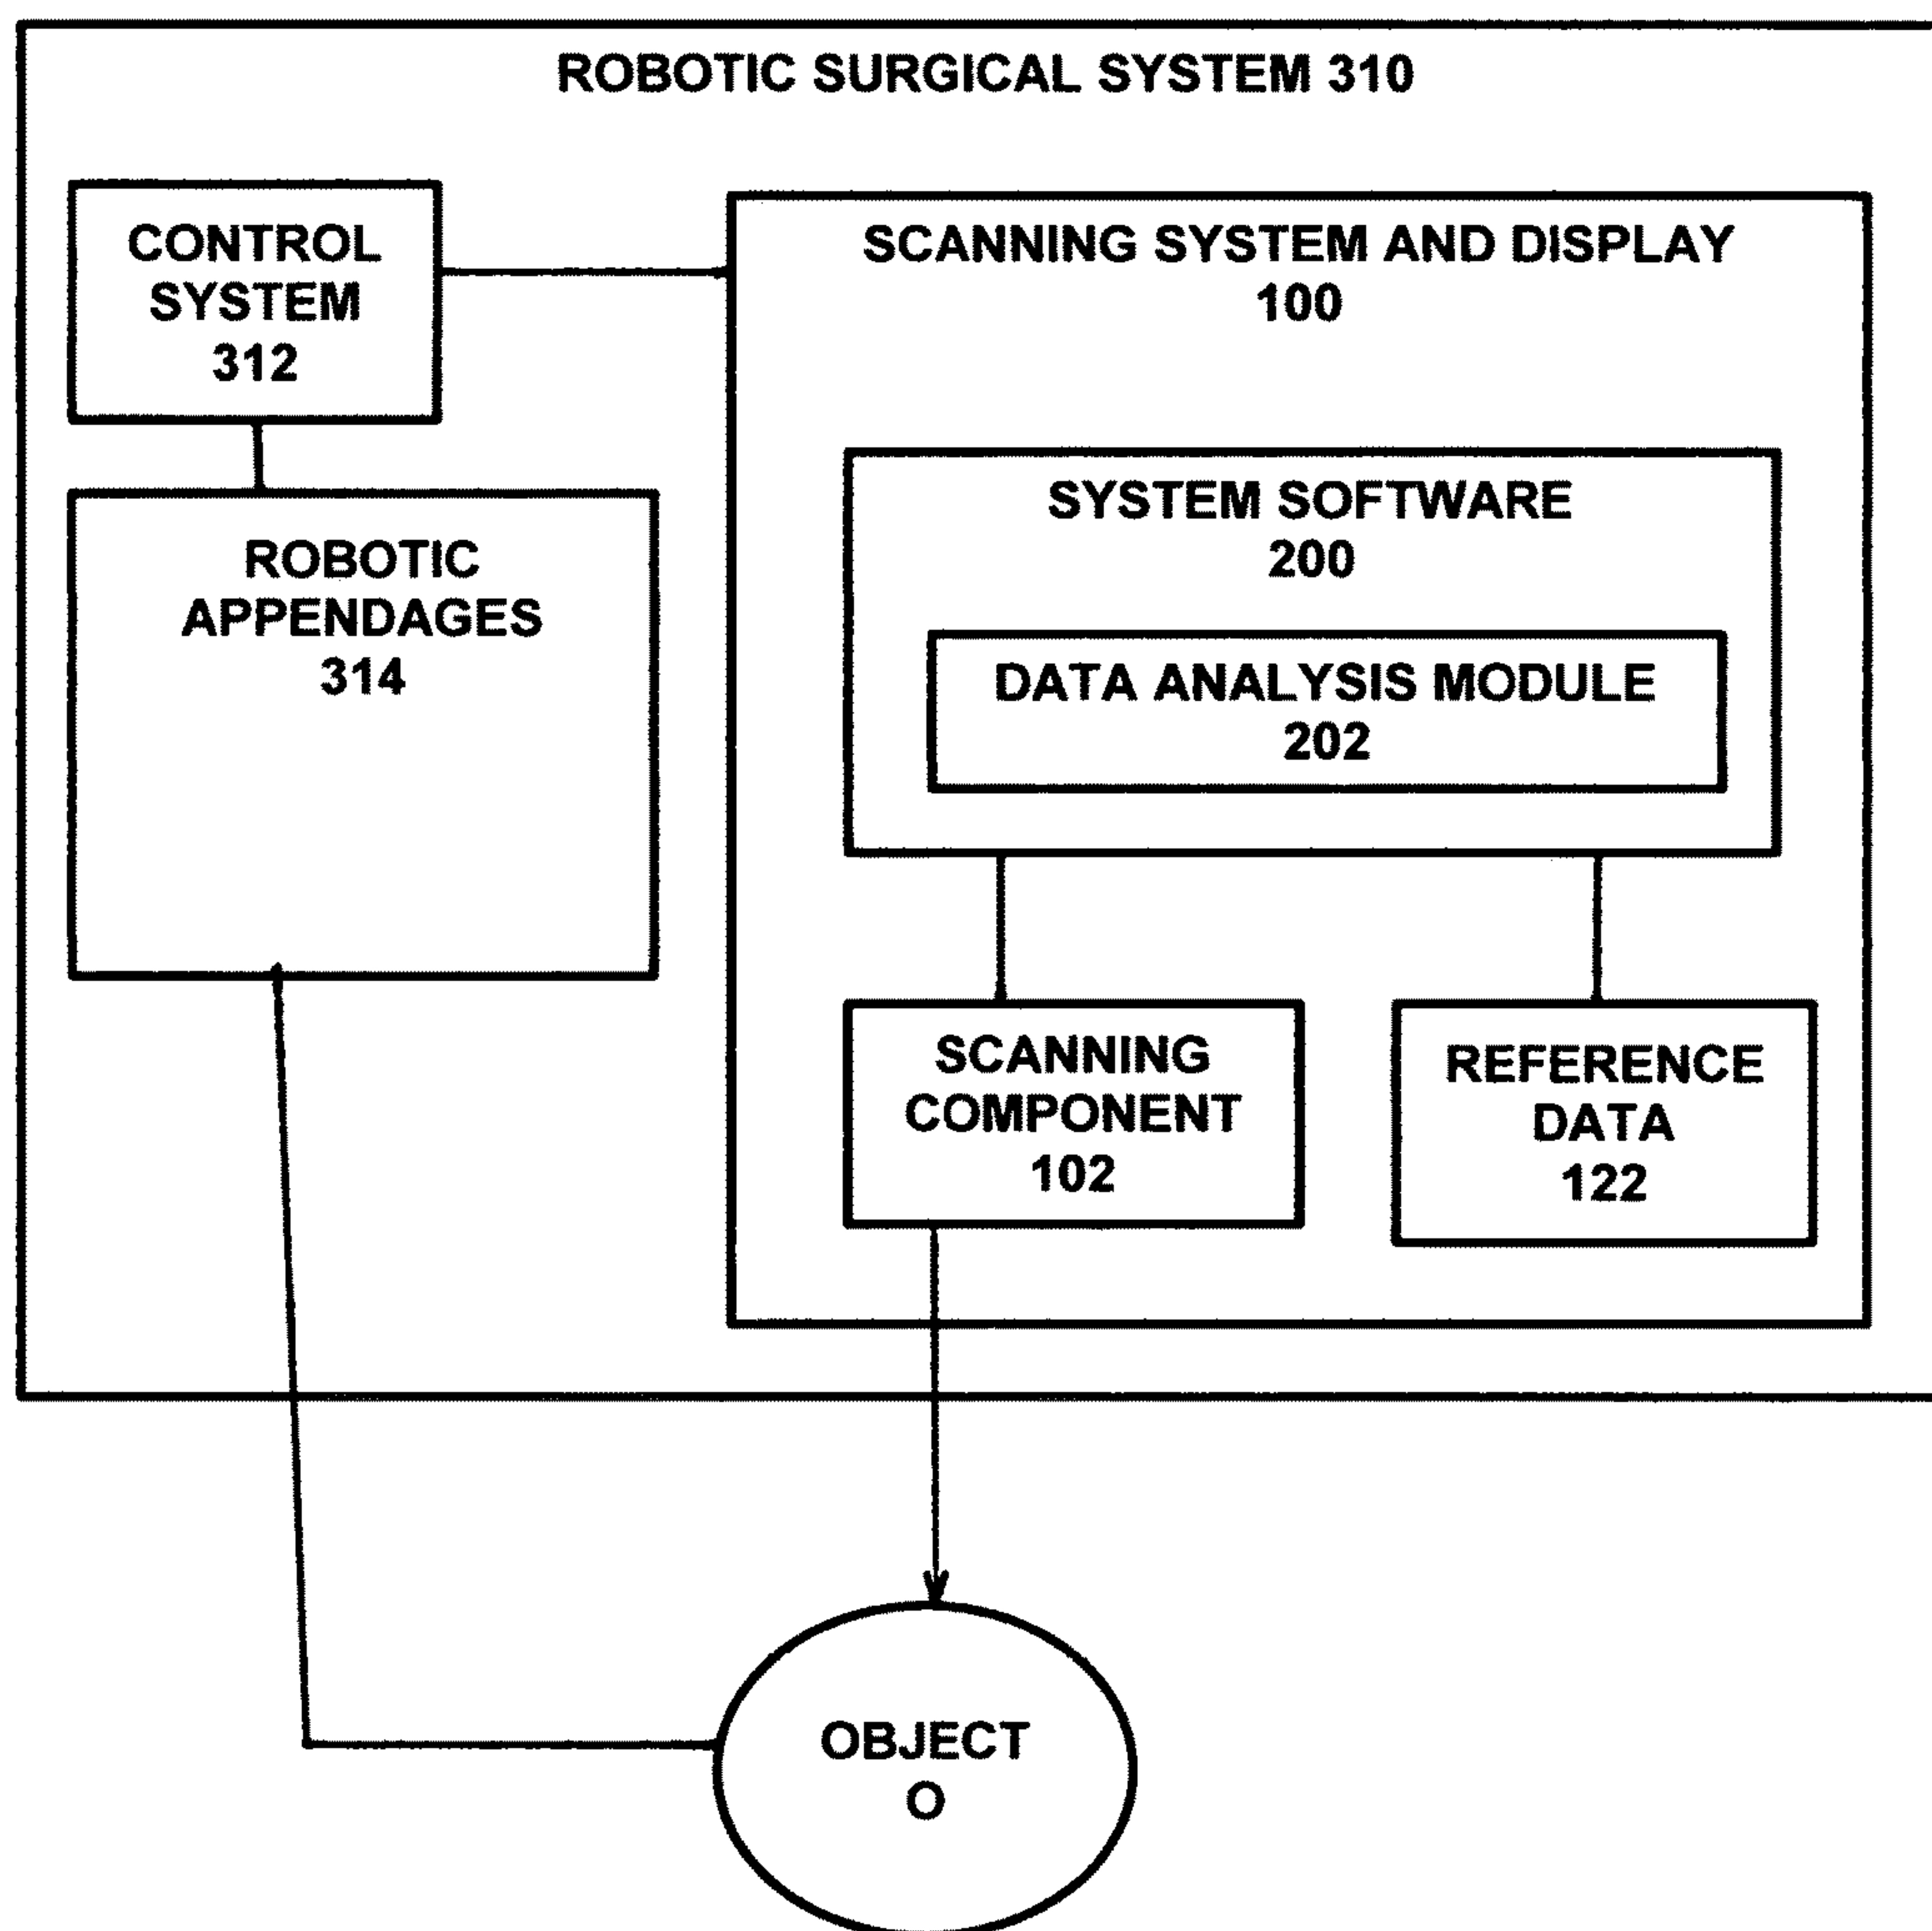 ROBOTIC SURGICAL SYSTEM 310
CONTROL
SYSTEM
312
SCANNING SYSTEM AND DISPLAY
100
ROBOTIC
APPENDAGES
314
SYSTEM SOFTWARE
200
DATA ANALYSIS MODULE
202
SCANNING
COMPONENT
102
REFERENCE
DATA
122
OBJECT
O